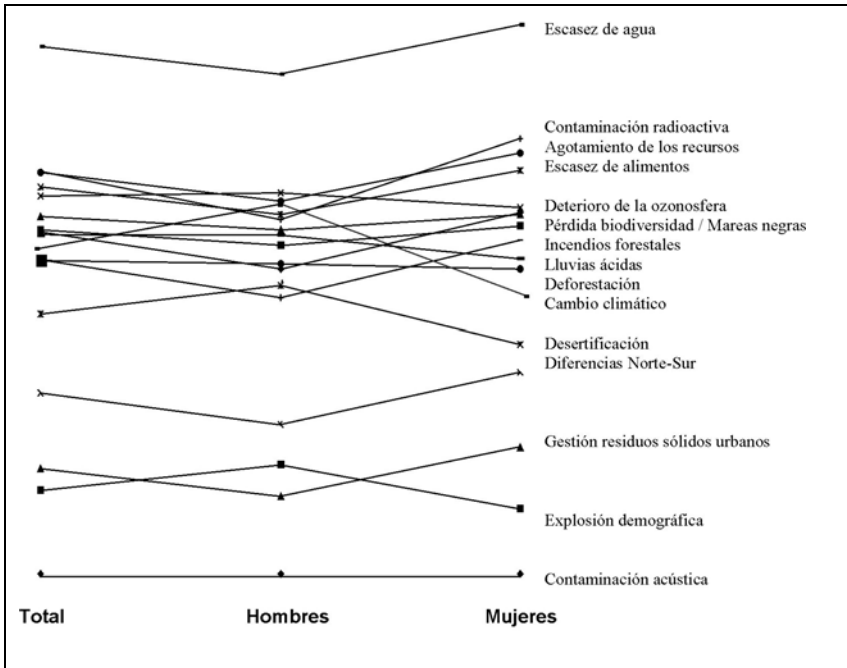 Escasez de agua
Contaminación radioactiva
Agotamiento de los recursos
Escasez de alimentos
Deterioro de la ozonosfera
Pérdida biodiversidad / Mareas negras
Incendios forestales
Lluvias ácidas
Deforestación
Cambio climático
Desertificación
Diferencias Norte-Sur
Gestión residuos sólidos urbanos
Explosión demográfica
Contaminación acústica
Total Hombres Mujeres